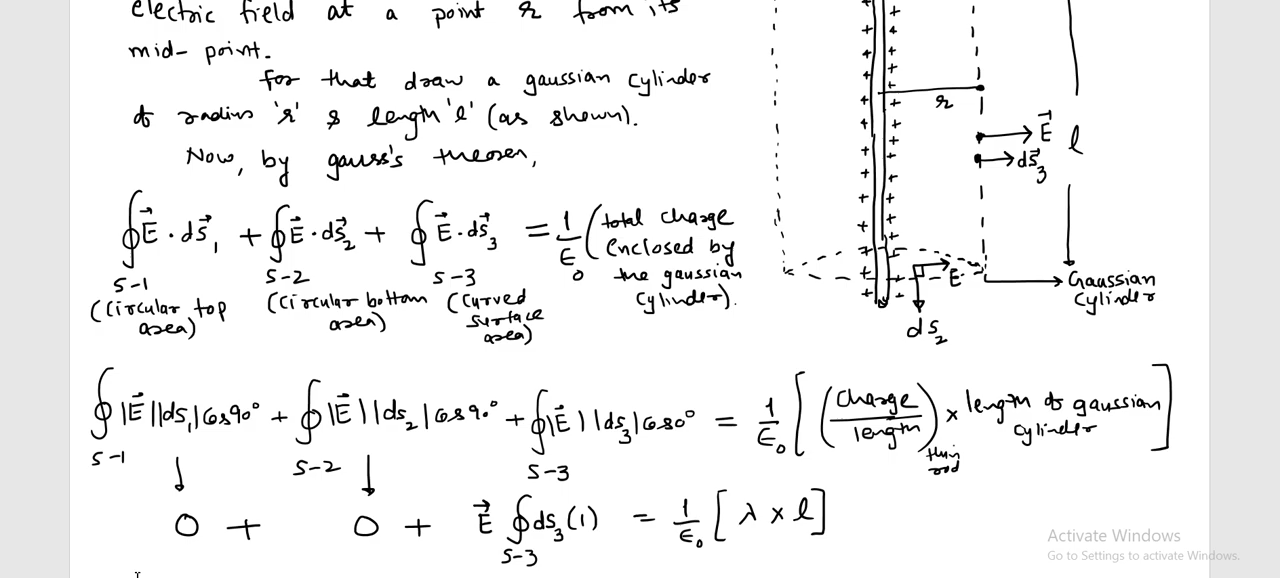 electric field at a point r from its
mid-point.
for that draw a gaussian cylinder
of radius 'r' & length 'l' (as shown).
Now, by gauss's theorem,
∮E⃗ · dS⃗₁ + ∮E⃗ · dS⃗₂ + ∮E⃗ · dS⃗₃ = 1/ε₀ (total charge enclosed by the gaussian cylinder).
S-1 S-2 S-3
(Circular top area) (Circular bottom area) (Curved surface area)
∮|E⃗||ds₁|cos90° + ∮|E⃗||ds₂|cos90° + ∮|E⃗||ds₃|cos0° = 1/ε₀ [(charge/length)thin rod × length of gaussian cylinder]
S-1 S-2 S-3
0 + 0 + E⃗ ∮ds₃(1) = 1/ε₀ [λ × l]
S-3
r
E⃗
dS⃗₃
l
E
dS₂
Gaussian
cylinder
Activate Windows
Go to Settings to activate Windows.